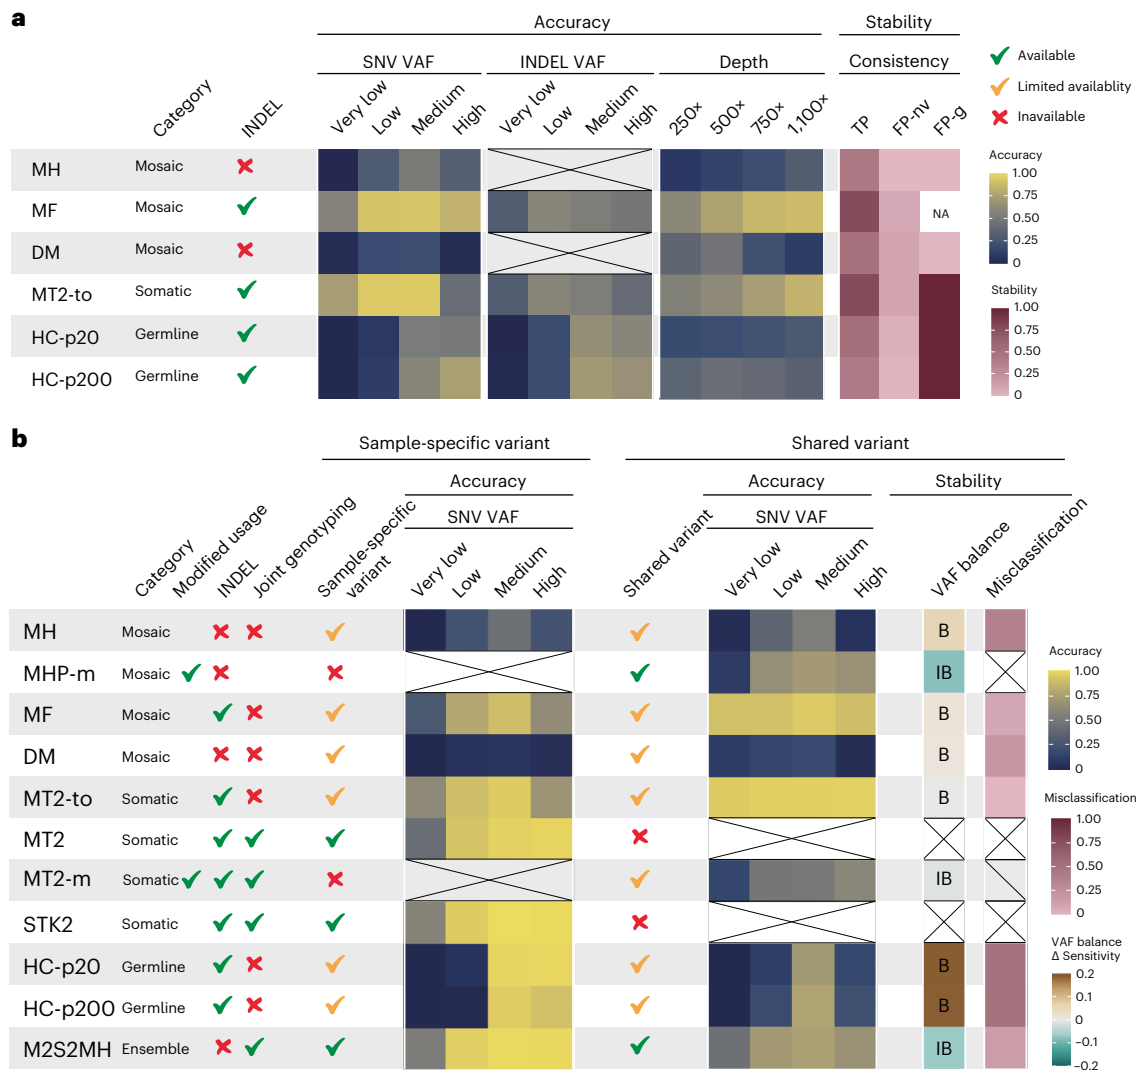 a
Accuracy
Stability
SNV VAF
INDEL VAF
Depth
Consistency
Category
INDEL
Very low
Low
Medium
High
Very low
Low
Medium
High
250×
500×
750×
1,100×
TP
FP-nv
FP-g
Available
Limited availablity
Inavailable
MH Mosaic
MF Mosaic
NA
DM Mosaic
MT2-to Somatic
HC-p20 Germline
HC-p200 Germline
Accuracy
1.00
0.75
0.50
0.25
0
Stability
1.00
0.75
0.50
0.25
0
b
Sample-specific variant
Shared variant
Accuracy
Accuracy
Stability
SNV VAF
SNV VAF
Category
Modified usage
INDEL
Joint genotyping
Sample-specific
variant
Very low
Low
Medium
High
Shared variant
Very low
Low
Medium
High
VAF balance
Misclassification
MH Mosaic B
MHP-m Mosaic IB
MF Mosaic B
DM Mosaic B
MT2-to Somatic B
MT2 Somatic
MT2-m Somatic IB
STK2 Somatic
HC-p20 Germline B
HC-p200 Germline B
M2S2MH Ensemble IB
Accuracy
1.00
0.75
0.50
0.25
0
Misclassification
1.00
0.75
0.50
0.25
0
VAF balance
Δ Sensitivity
0.2
0.1
0
−0.1
−0.2